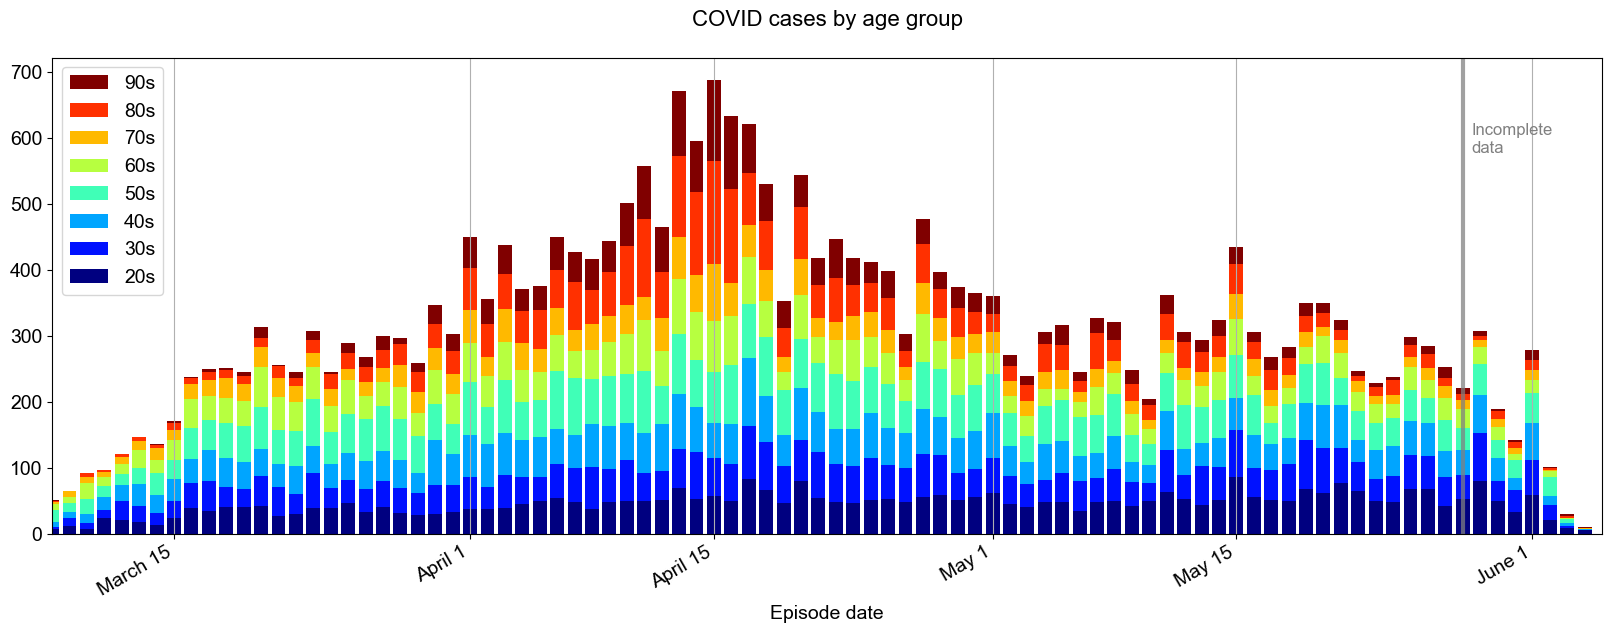 COVID cases by age group
700
600
500
400
300
200
100
0
90s
80s
70s
60s
50s
40s
30s
20s
Incomplete
data
March 15
April 1
April 15
May 1
May 15
June 1
Episode date